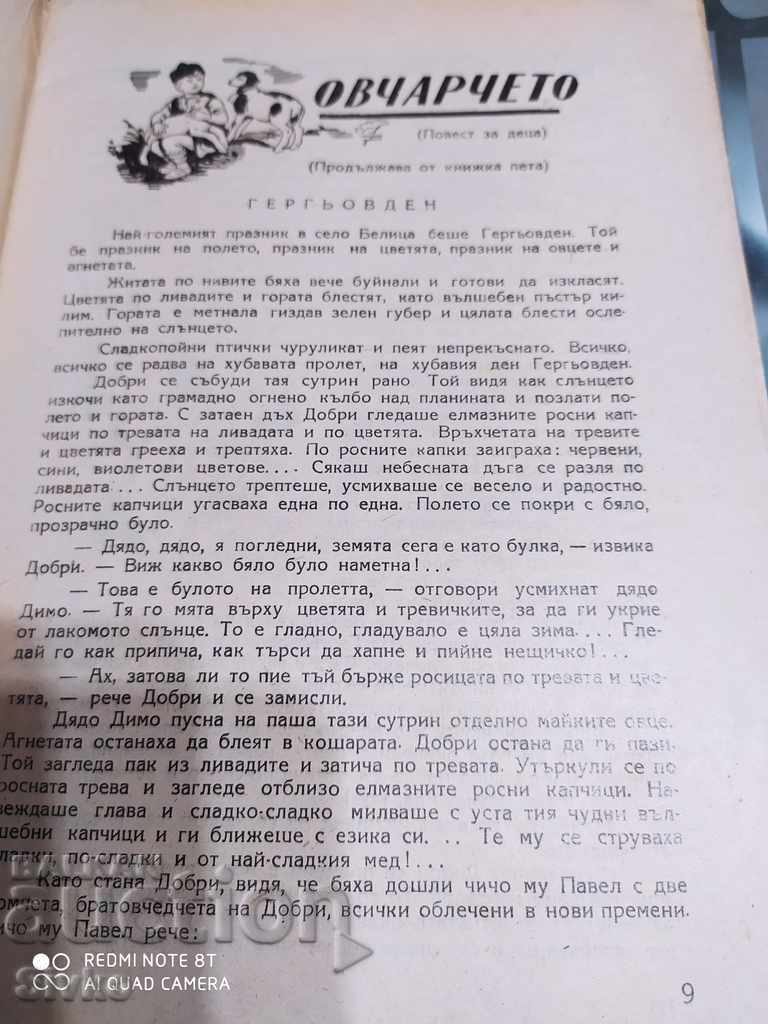 ОВЧАРЧЕТО
(Повест за деца)
(Продължава от книжка пета)
ГЕРГЬОВДЕН
Най-големият празник в село Белица беше Гергьовден. Той
бе празник на полето, празник на цветята, празник на овцете и
агнетата.
Житата по нивите бяха вече буйнали и готови да изкласят.
Цветята по ливадите и гората блестят, като вълшебен пъстър ки-
лим. Гората е метнала гиздав зелен губер и цялата блести осле-
пително на слънцето.
Сладкопойни птички чуруликат и пеят непрекъснато. Всичко,
всичко се радва на хубавата пролет, на хубавия ден Гергьовден.
Добри се събуди тая сутрин рано Той видя как слънцето
изскочи като грамадно огнено кълбо над планината и позлати по-
лето и гората. С затаен дъх Добри гледаше елмазните росни кап-
чици по тревата на ливадата и по цветята. Връхчетата на тревите
и цветята грееха и трептяха. По росните капки заиграха: червени,
сини, виолетови цветове.... Сякаш небесната дъга се разля по
ливадата... Слънцето трептеше, усмихваше се весело и радостно.
Росните капчици угасваха една по една. Полето се покри с бяло,
прозрачно було.
— Дядо, дядо, я погледни, земята сега е като булка, — извика
Добри. — Виж какво бяло було наметна!...
— Това е булото на пролетта, — отговори усмихнат дядо
Димо. — Тя го мята върху цветята и тревичките, за да ги укрие
от лакомото слънце. То е гладно, гладувало е цяла зима.... Гле-
дай го как припича, как търси да хапне и пийне нещичко!...
— Ах, затова ли то пие тъй бърже росицата по тревата и цве-
тята, — рече Добри и се замисли.
Дядо Димо пусна на паша тази сутрин отделно майките овце.
Агнетата останаха да блеят в кошарата. Добри остана да ги пази.
Той загледа пак из ливадите и затича по тревата. Утъркули се по
росната трева и загледе отблизо елмазните росни капчици. На-
веждаше глава и сладко-сладко милваше с уста тия чудни въл-
шебни капчици и ги ближеше с езика си... Те му се струваха
сладки, по-сладки и от най-сладкия мед!...
Като стана Добри, видя, че бяха дошли чичо му Павел с две
момчета, братовчедчета на Добри, всички облечени в нови премени.
Чичо му Павел рече:
9
auction
REDMI NOTE 8T
AI QUAD CAMERA